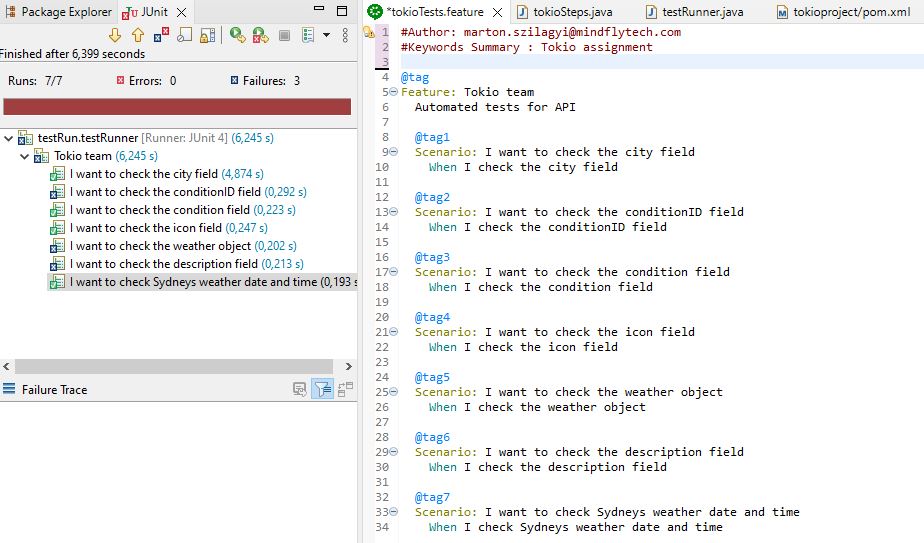 Package Explorer
JUnit
Finished after 6,399 seconds
Runs: 7/7
Errors: 0
Failures: 3
testRun.testRunner [Runner: JUnit 4] (6,245 s)
Tokio team (6,245 s)
I want to check the city field (4,874 s)
I want to check the conditionID field (0,292 s)
I want to check the condition field (0,223 s)
I want to check the icon field (0,247 s)
I want to check the weather object (0,202 s)
I want to check the description field (0,213 s)
I want to check Sydneys weather date and time (0,193 s
Failure Trace
*tokioTests.feature
tokioSteps.java
testRunner.java
tokioproject/pom.xml
1 #Author: marton.szilagyi@mindflytech.com
2 #Keywords Summary : Tokio assignment
3
4 @tag
5 Feature: Tokio team
6 Automated tests for API
7
8 @tag1
9 Scenario: I want to check the city field
10 When I check the city field
11
12 @tag2
13 Scenario: I want to check the conditionID field
14 When I check the conditionID field
15
16 @tag3
17 Scenario: I want to check the condition field
18 When I check the condition field
19
20 @tag4
21 Scenario: I want to check the icon field
22 When I check the icon field
23
24 @tag5
25 Scenario: I want to check the weather object
26 When I check the weather object
27
28 @tag6
29 Scenario: I want to check the description field
30 When I check the description field
31
32 @tag7
33 Scenario: I want to check Sydneys weather date and time
34 When I check Sydneys weather date and time